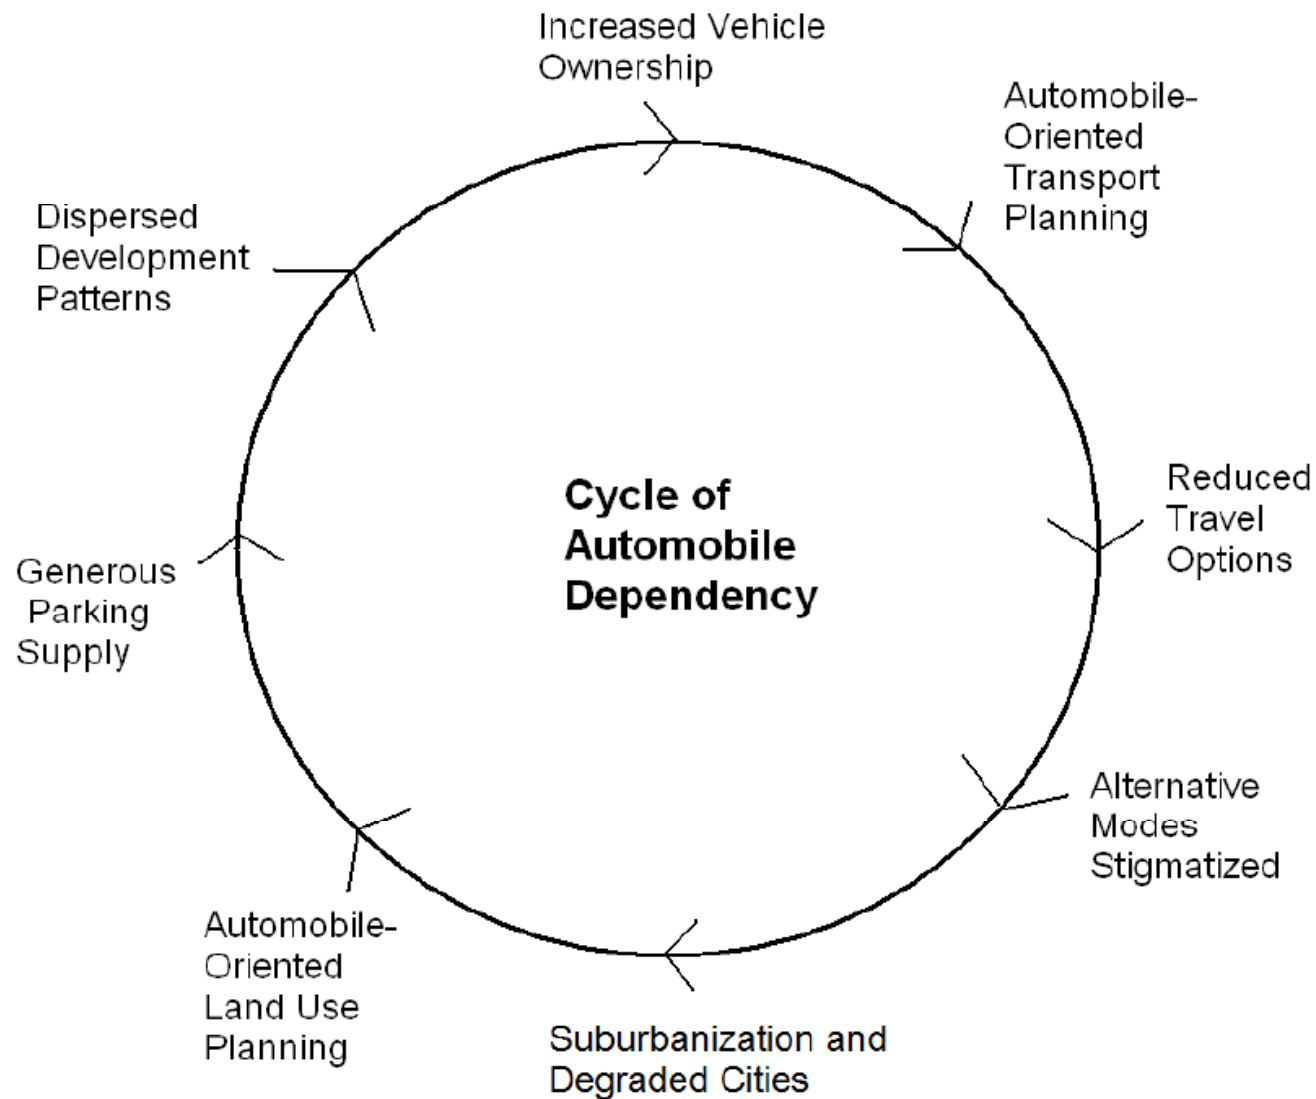 Increased Vehicle
Ownership
Automobile-
Oriented
Transport
Planning
Reduced
Travel
Options
Alternative
Modes
Stigmatized
Suburbanization and
Degraded Cities
Automobile-
Oriented
Land Use
Planning
Generous
Parking
Supply
Dispersed
Development
Patterns
Cycle of
Automobile
Dependency